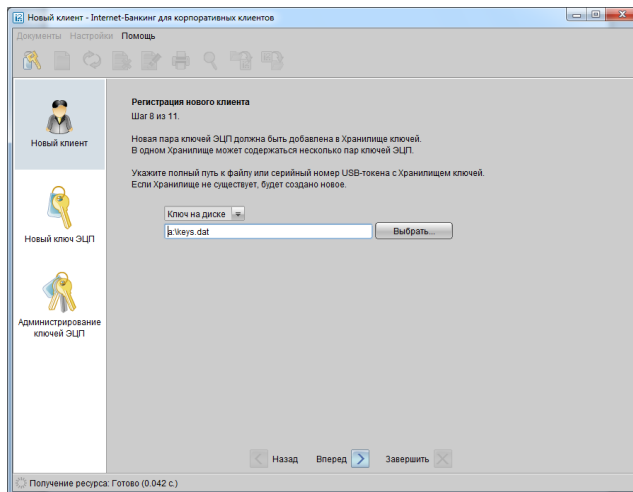 Новый клиент - Internet-Банкинг для корпоративных клиентов
Документы Настройки Помощь
Новый клиент
Новый ключ ЭЦП
Администрирование
ключей ЭЦП
Регистрация нового клиента
Шаг 8 из 11.
Новая пара ключей ЭЦП должна быть добавлена в Хранилище ключей.
В одном Хранилище может содержаться несколько пар ключей ЭЦП.
Укажите полный путь к файлу или серийный номер USB-токена с Хранилищем ключей.
Если Хранилище не существует, будет создано новое.
Ключ на диске
a:\keys.dat Выбрать...
Назад Вперед Завершить
Получение ресурса: Готово (0.042 с.)